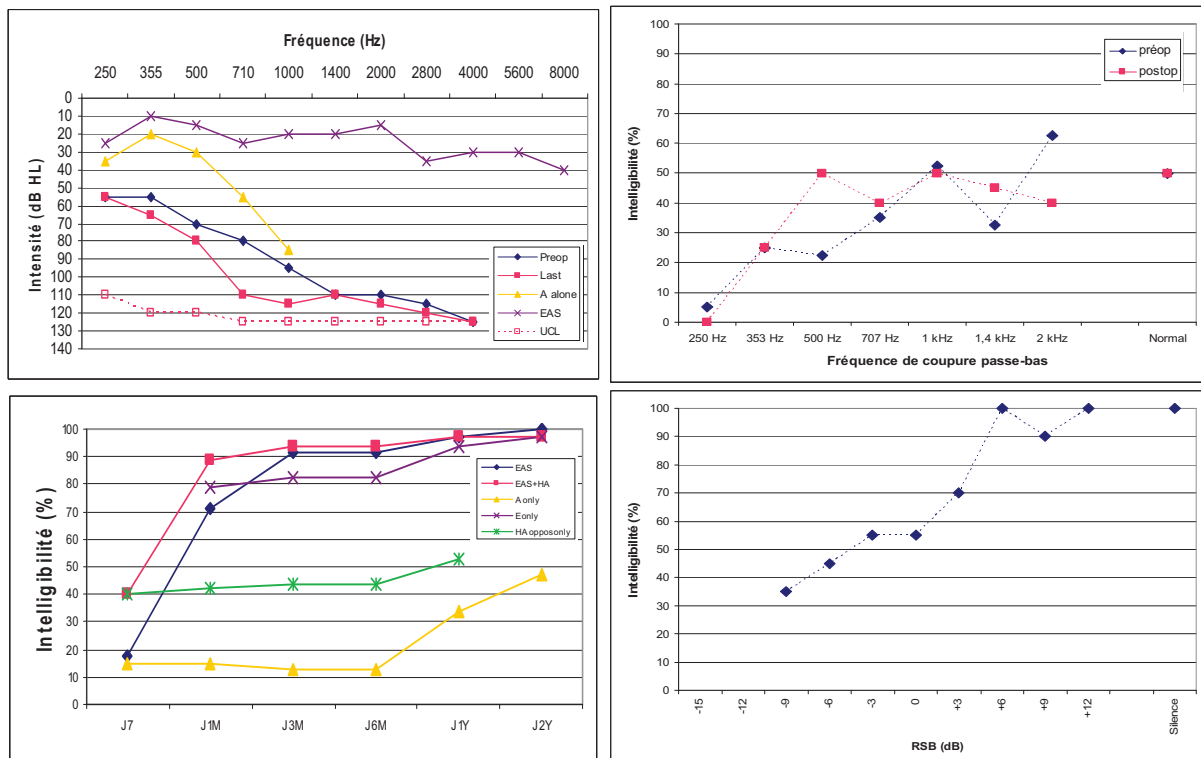 Fréquence (Hz)
250 355 500 710 1000 1400 2000 2800 4000 5600 8000
Intensité (dB HL)
0
10
20
30
40
50
60
70
80
90
100
110
120
130
140
Preop
Last
A alone
EAS
UCL
Intelligibilité (%)
100
90
80
70
60
50
40
30
20
10
0
préop
postop
250 Hz 353 Hz 500 Hz 707 Hz 1 kHz 1,4 kHz 2 kHz Normal
Fréquence de coupure passe-bas
Intelligibilité (%)
100
90
80
70
60
50
40
30
20
10
0
EAS
EAS+HA
A only
E only
HA oppos only
J7 J1M J3M J6M J1Y J2Y
Intelligibilité (%)
100
90
80
70
60
50
40
30
20
10
0
-15 -12 -9 -6 -3 0 +3 +6 +9 +12 Silence
RSB (dB)